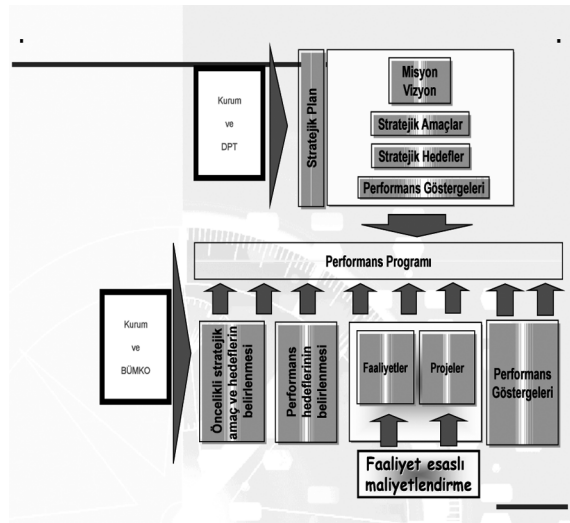 Kurum
ve
DPT
Stratejik Plan
Misyon
Vizyon
Stratejik Amaçlar
Stratejik Hedefler
Performans Göstergeleri
Performans Programı
Kurum
ve
BÜMKO
Öncelikli stratejik
amaç ve hedeflerin
belirlenmesi
Performans
hedeflerinin
belirlenmesi
Faaliyetler
Projeler
Performans
Göstergeleri
Faaliyet esaslı
maliyetlendirme